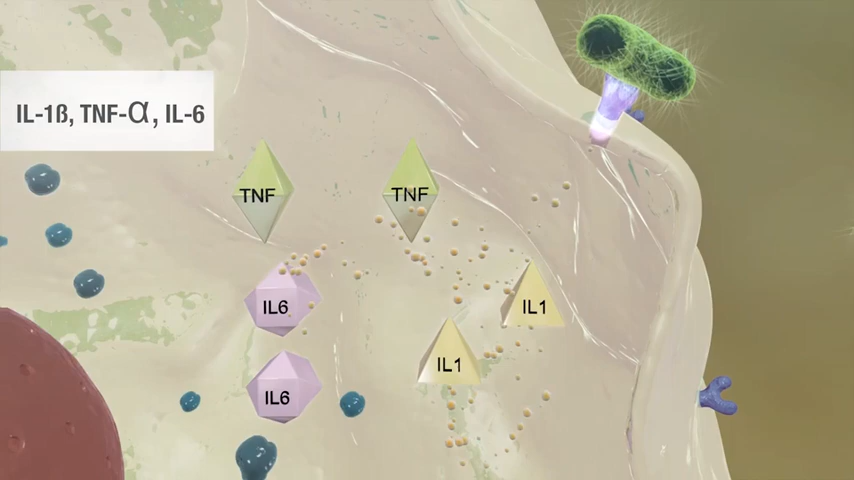 IL-1ß, TNF-α, IL-6
TNF
TNF
IL6
IL1
IL1
IL6